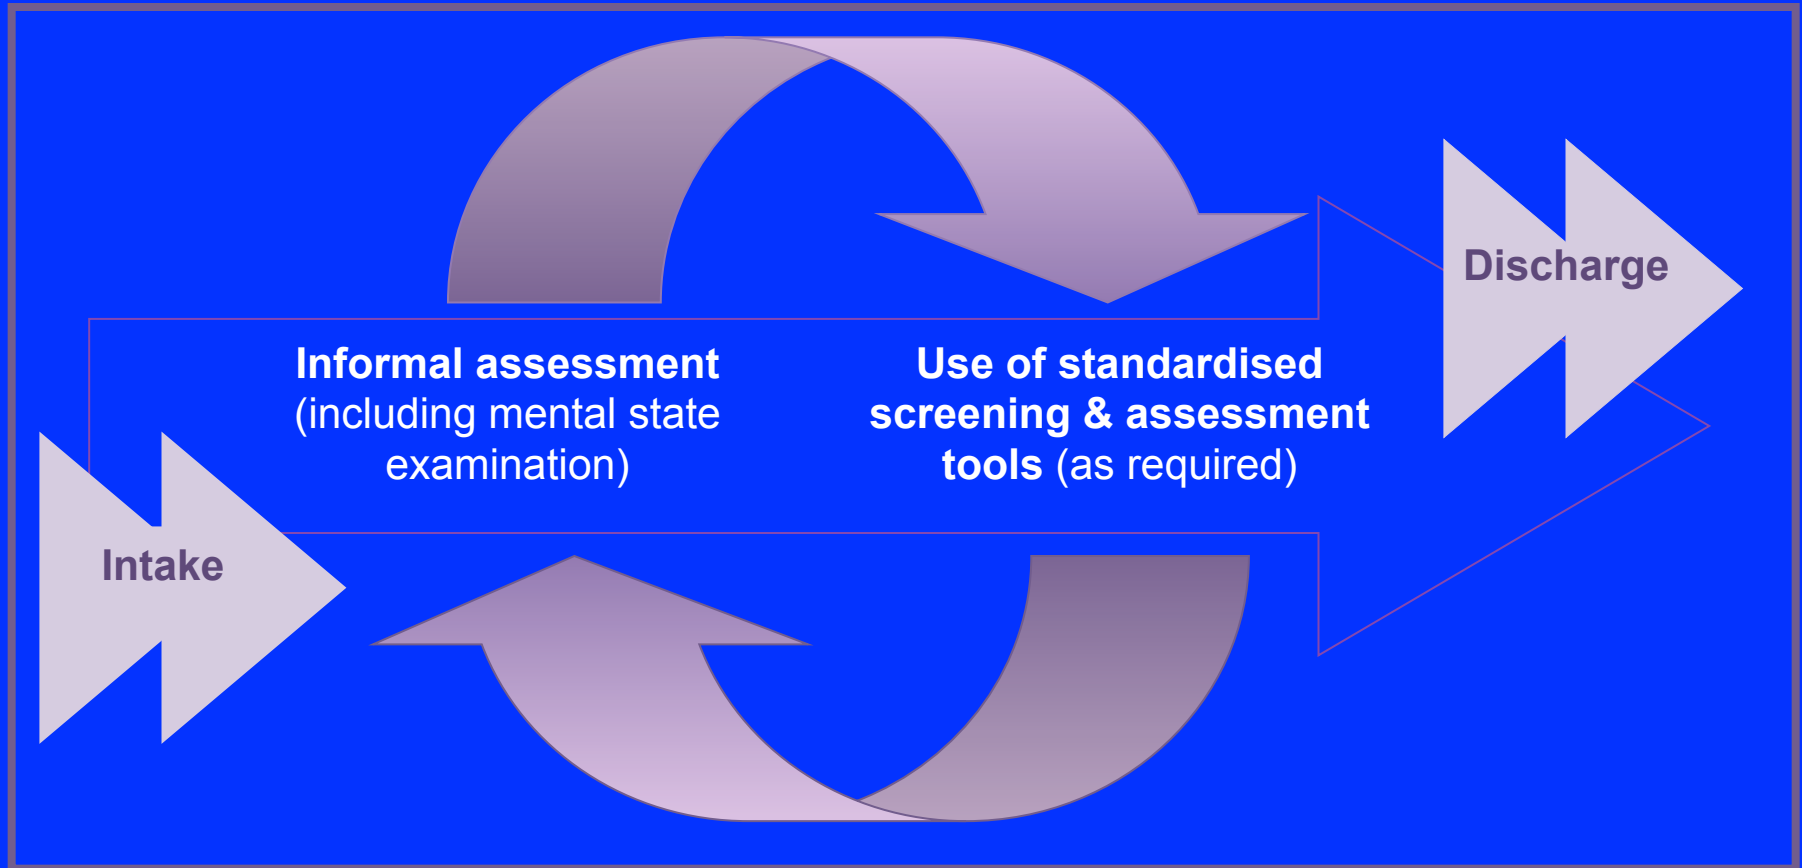 Discharge
Informal assessment
(including mental state
examination)
Use of standardised
screening & assessment
tools (as required)
Intake